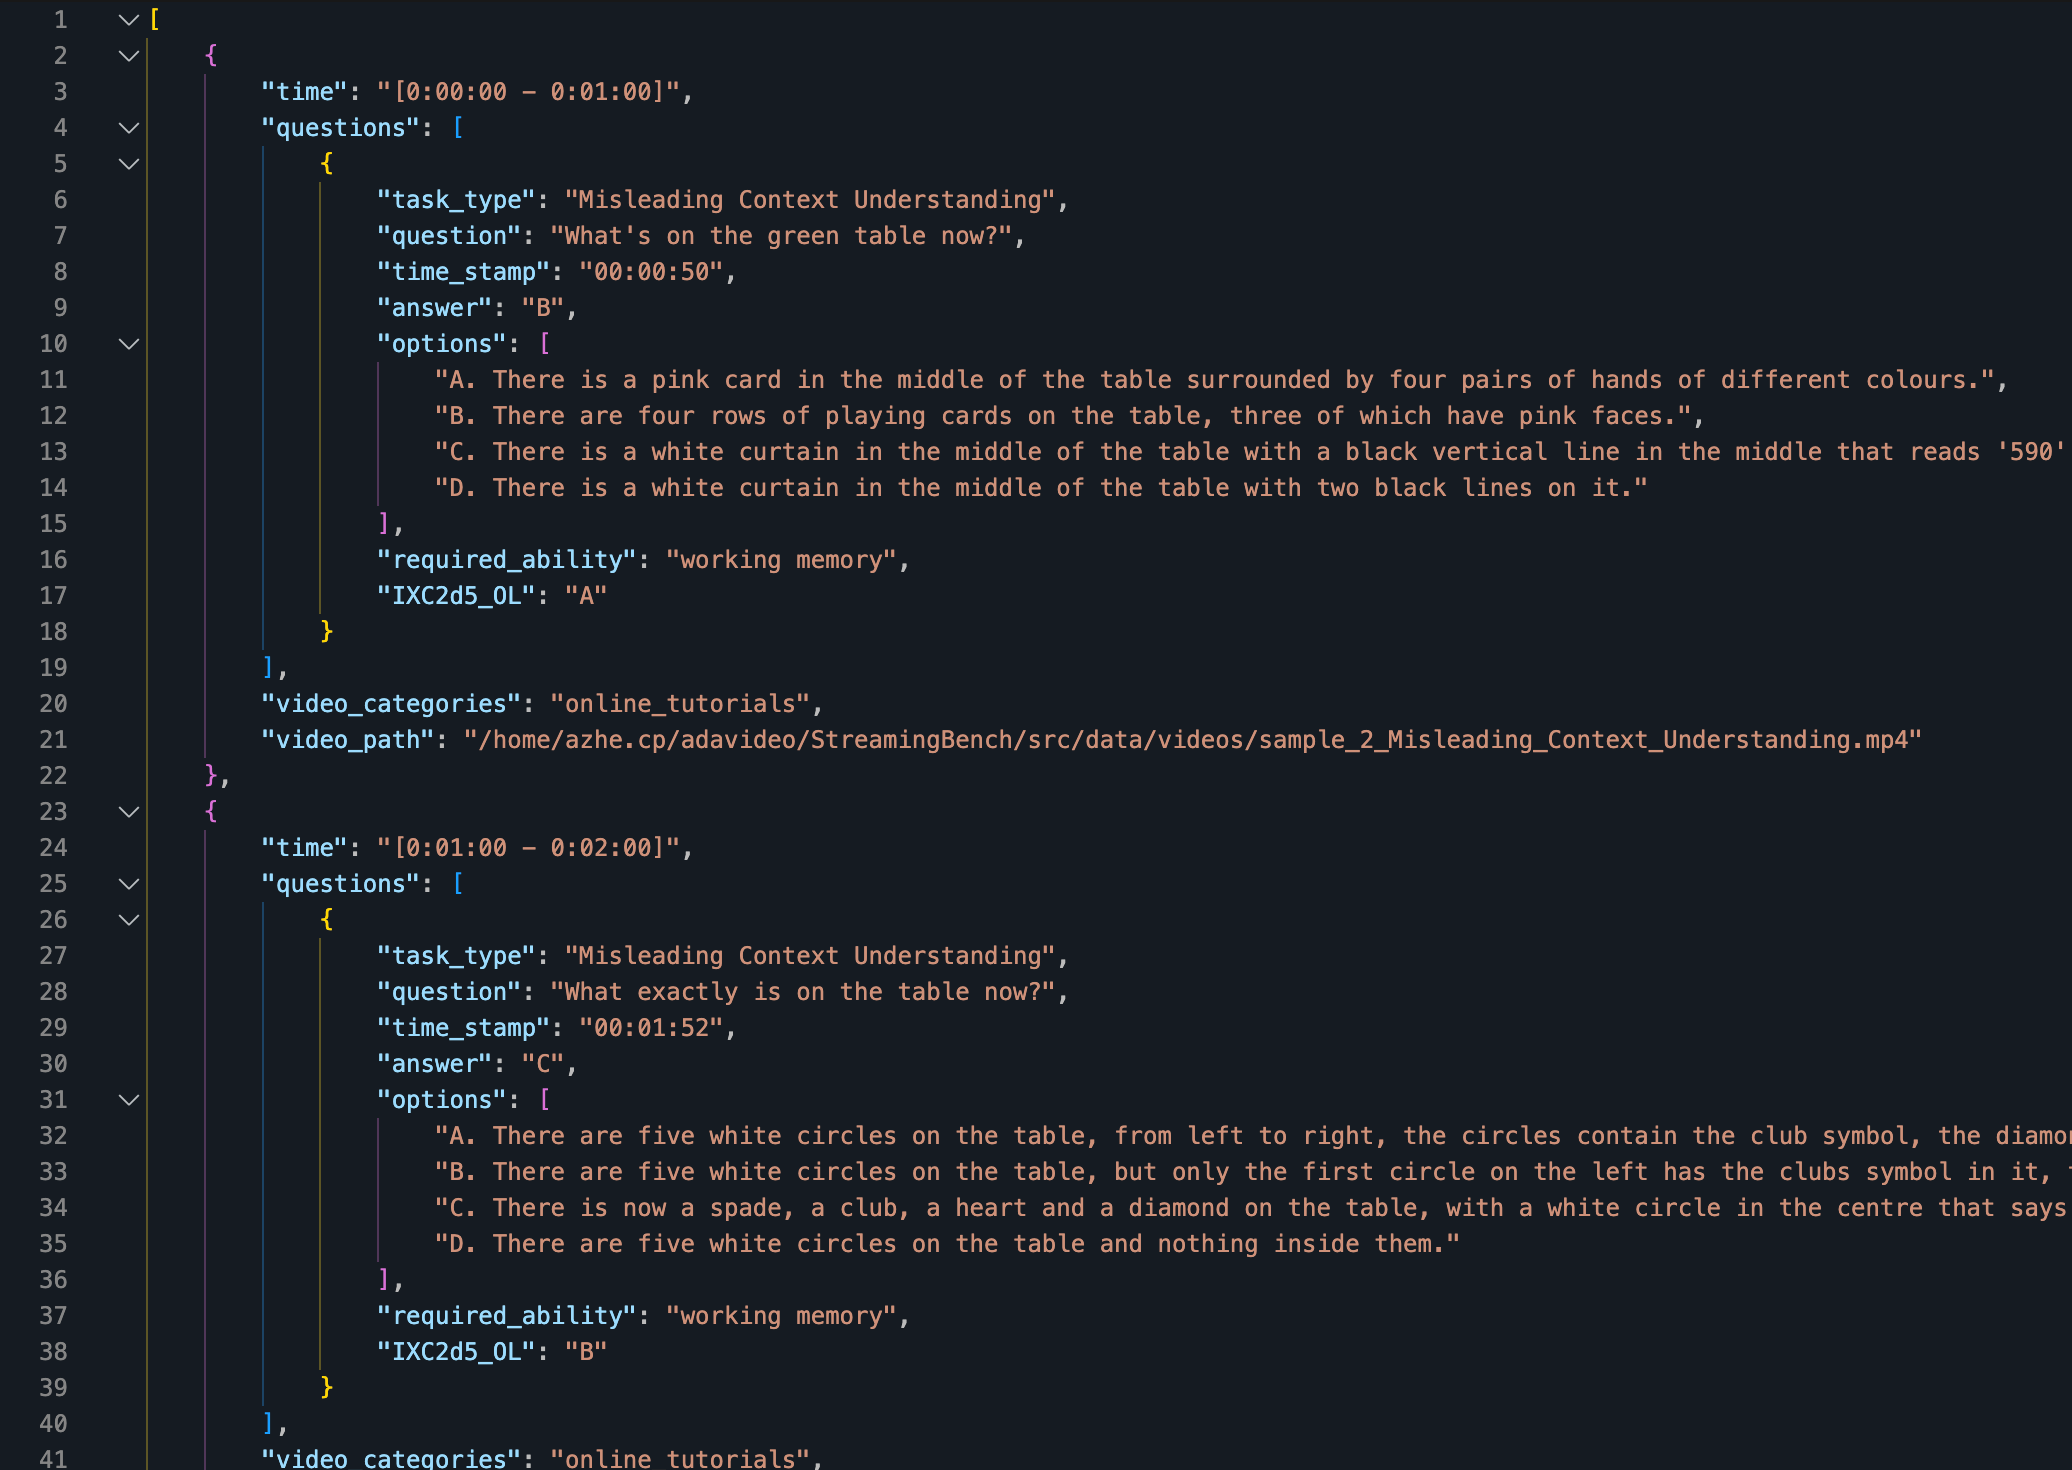 1 [
2 {
3 "time": "[0:00:00 - 0:01:00]",
4 "questions": [
5 {
6 "task_type": "Misleading Context Understanding",
7 "question": "What's on the green table now?",
8 "time_stamp": "00:00:50",
9 "answer": "B",
10 "options": [
11 "A. There is a pink card in the middle of the table surrounded by four pairs of hands of different colours.",
12 "B. There are four rows of playing cards on the table, three of which have pink faces.",
13 "C. There is a white curtain in the middle of the table with a black vertical line in the middle that reads '590'
14 "D. There is a white curtain in the middle of the table with two black lines on it."
15 ],
16 "required_ability": "working memory",
17 "IXC2d5_OL": "A"
18 }
19 ],
20 "video_categories": "online_tutorials",
21 "video_path": "/home/azhe.cp/adavideo/StreamingBench/src/data/videos/sample_2_Misleading_Context_Understanding.mp4"
22 },
23 {
24 "time": "[0:01:00 - 0:02:00]",
25 "questions": [
26 {
27 "task_type": "Misleading Context Understanding",
28 "question": "What exactly is on the table now?",
29 "time_stamp": "00:01:52",
30 "answer": "C",
31 "options": [
32 "A. There are five white circles on the table, from left to right, the circles contain the club symbol, the
33 "B. There are five white circles on the table, but only the first circle on the left has the clubs symbol in it,
34 "C. There is now a spade, a club, a heart and a diamond on the table, with a white circle in the centre that says
35 "D. There are five white circles on the table and nothing inside them."
36 ],
37 "required_ability": "working memory",
38 "IXC2d5_OL": "B"
39 }
40 ],
41 "video_categories": "online_tutorials",